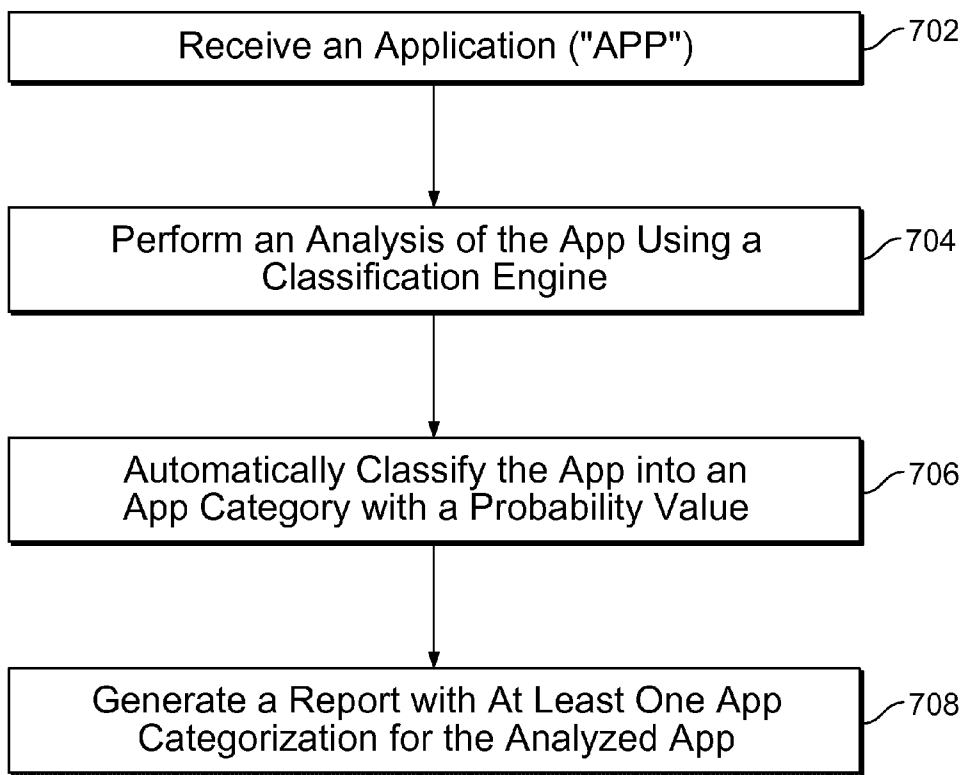 Receive an Application ("APP")
702
Perform an Analysis of the App Using a
Classification Engine
704
Automatically Classify the App into an
App Category with a Probability Value
706
Generate a Report with At Least One App
Categorization for the Analyzed App
708